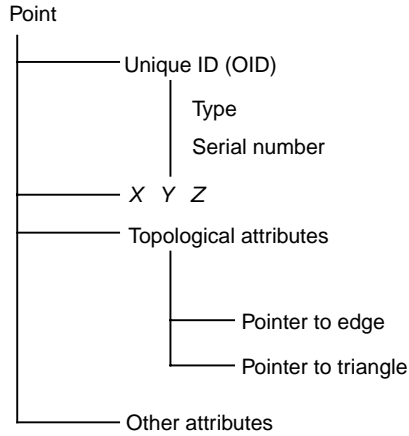 Point
Unique ID (OID)
Type
Serial number
X Y Z
Topological attributes
Pointer to edge
Pointer to triangle
Other attributes